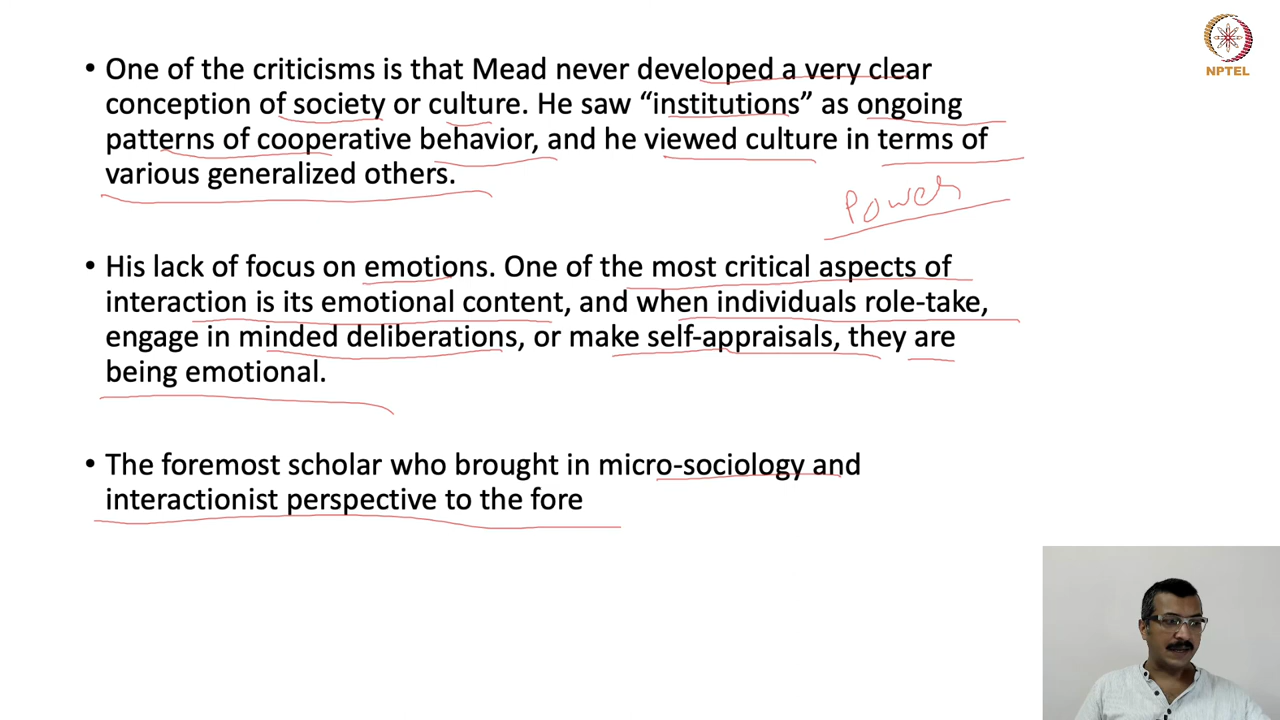 NPTEL
• One of the criticisms is that Mead never developed a very clear
conception of society or culture. He saw “institutions” as ongoing
patterns of cooperative behavior, and he viewed culture in terms of
various generalized others.
Power
• His lack of focus on emotions. One of the most critical aspects of
interaction is its emotional content, and when individuals role-take,
engage in minded deliberations, or make self-appraisals, they are
being emotional.
• The foremost scholar who brought in micro-sociology and
interactionist perspective to the fore